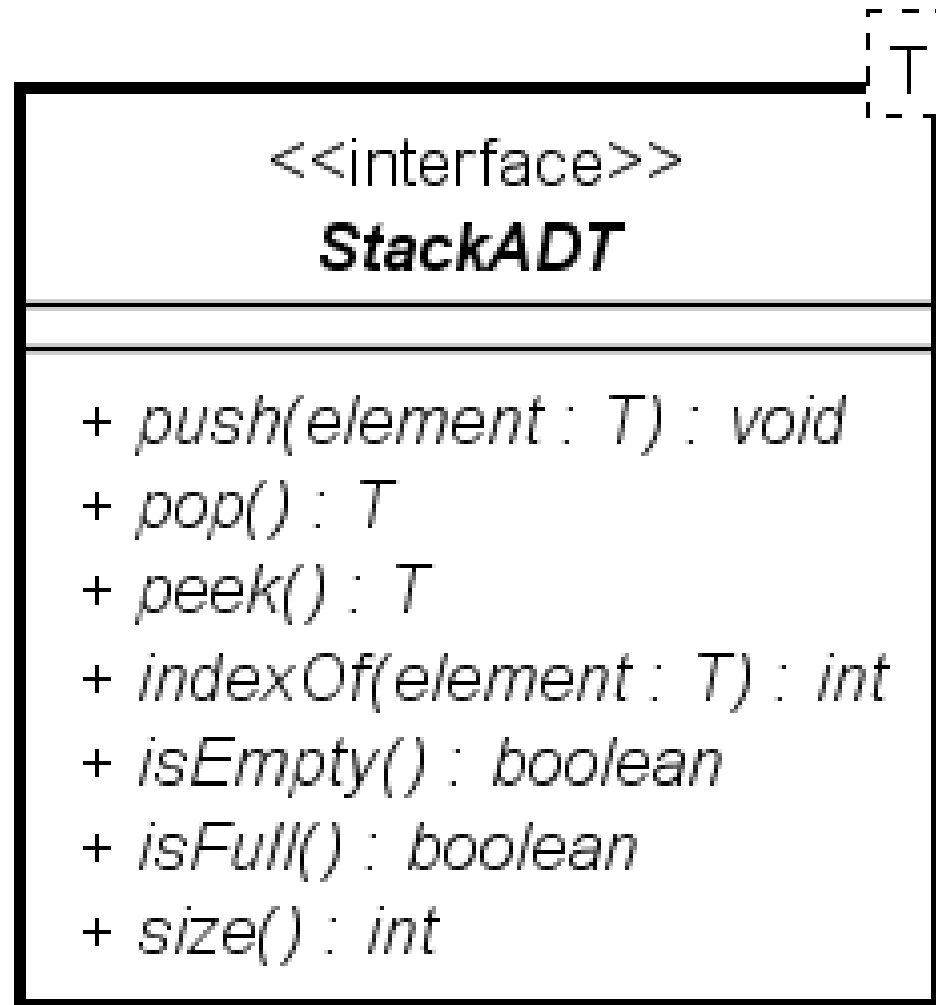 T
<<interface>>
StackADT
+ push(element : T) : void
+ pop() : T
+ peek() : T
+ indexOf(element : T) : int
+ isEmpty() : boolean
+ isFull() : boolean
+ size() : int